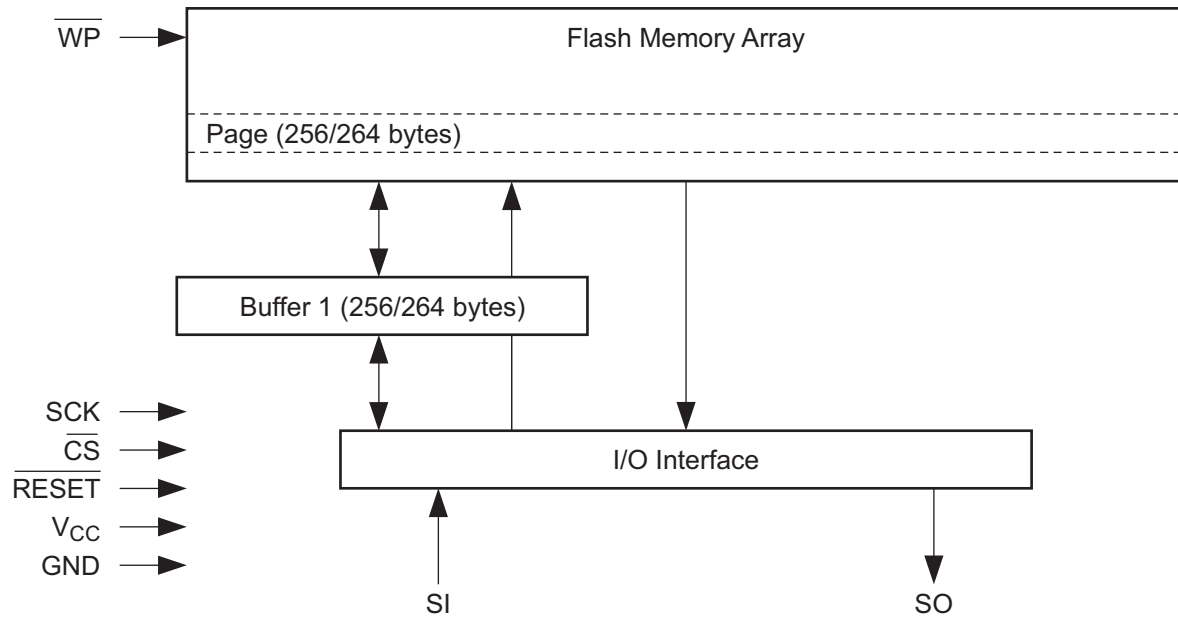 WP
Flash Memory Array
Page (256/264 bytes)
Buffer 1 (256/264 bytes)
SCK
CS
I/O Interface
RESET
VCC
GND
SI
SO